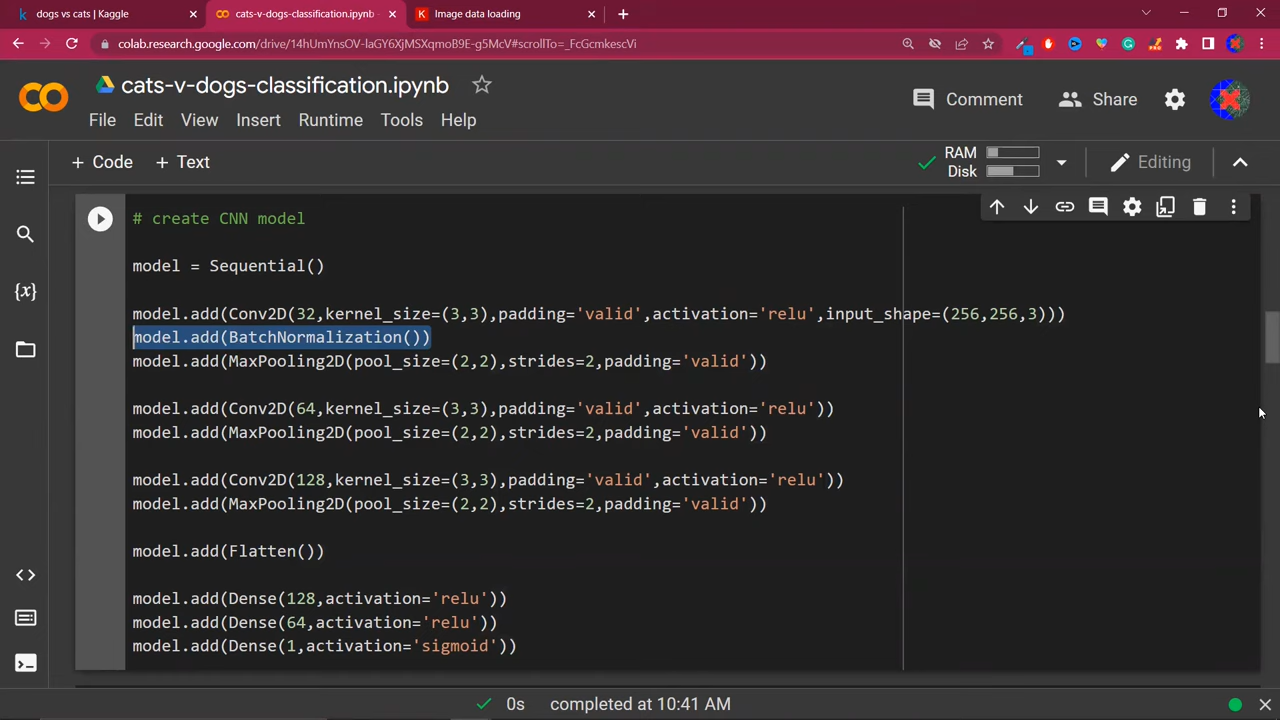 dogs vs cats | Kaggle
cats-v-dogs-classification.ipynb
Image data loading
colab.research.google.com/drive/14hUmYnsOV-laGY6XjMSXqmoB9E-g5McV#scrollTo=_FcGcmkescVi
cats-v-dogs-classification.ipynb
Comment
Share
File Edit View Insert Runtime Tools Help
+ Code + Text
RAM
Disk
Editing
# create CNN model
model = Sequential()
model.add(Conv2D(32,kernel_size=(3,3),padding='valid',activation='relu',input_shape=(256,256,3)))
model.add(BatchNormalization())
model.add(MaxPooling2D(pool_size=(2,2),strides=2,padding='valid'))
model.add(Conv2D(64,kernel_size=(3,3),padding='valid',activation='relu'))
model.add(MaxPooling2D(pool_size=(2,2),strides=2,padding='valid'))
model.add(Conv2D(128,kernel_size=(3,3),padding='valid',activation='relu'))
model.add(MaxPooling2D(pool_size=(2,2),strides=2,padding='valid'))
model.add(Flatten())
model.add(Dense(128,activation='relu'))
model.add(Dense(64,activation='relu'))
model.add(Dense(1,activation='sigmoid'))
0s completed at 10:41 AM